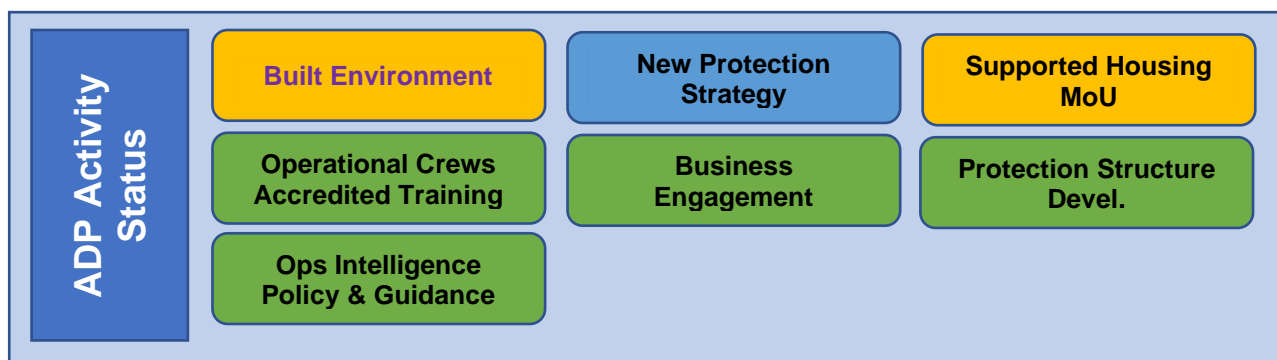 ADP Activity
Status
Built Environment
New Protection
Strategy
Supported Housing
MoU
Operational Crews
Accredited Training
Business
Engagement
Protection Structure
Devel.
Ops Intelligence
Policy & Guidance